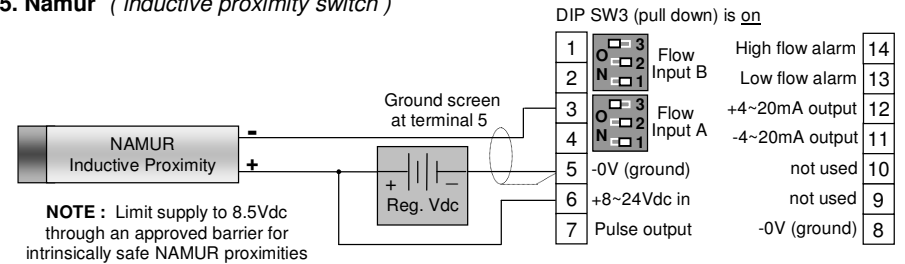 5. Namur ( inductive proximity switch )
DIP SW3 (pull down) is on
1
2
3
4
5
6
7
O N 3 2 1
Flow
Input B
O N 3 2 1
Flow
Input A
-0V (ground)
+8~24Vdc in
Pulse output
High flow alarm 14
Low flow alarm 13
+4~20mA output 12
-4~20mA output 11
not used 10
not used 9
-0V (ground) 8
Ground screen
at terminal 5
NAMUR
Inductive Proximity
-
+
+ –
Reg. Vdc
NOTE : Limit supply to 8.5Vdc
through an approved barrier for
intrinsically safe NAMUR proximities